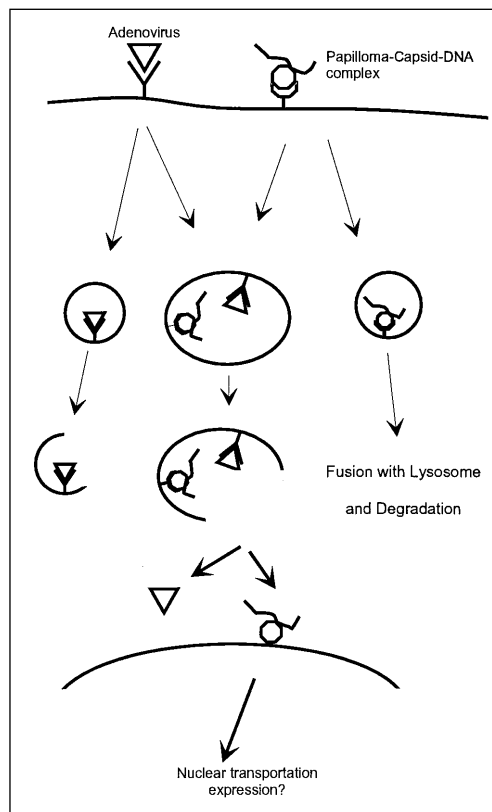 Adenovirus
Papilloma-Capsid-DNA
complex
Fusion with Lysosome
and Degradation
Nuclear transportation
expression?